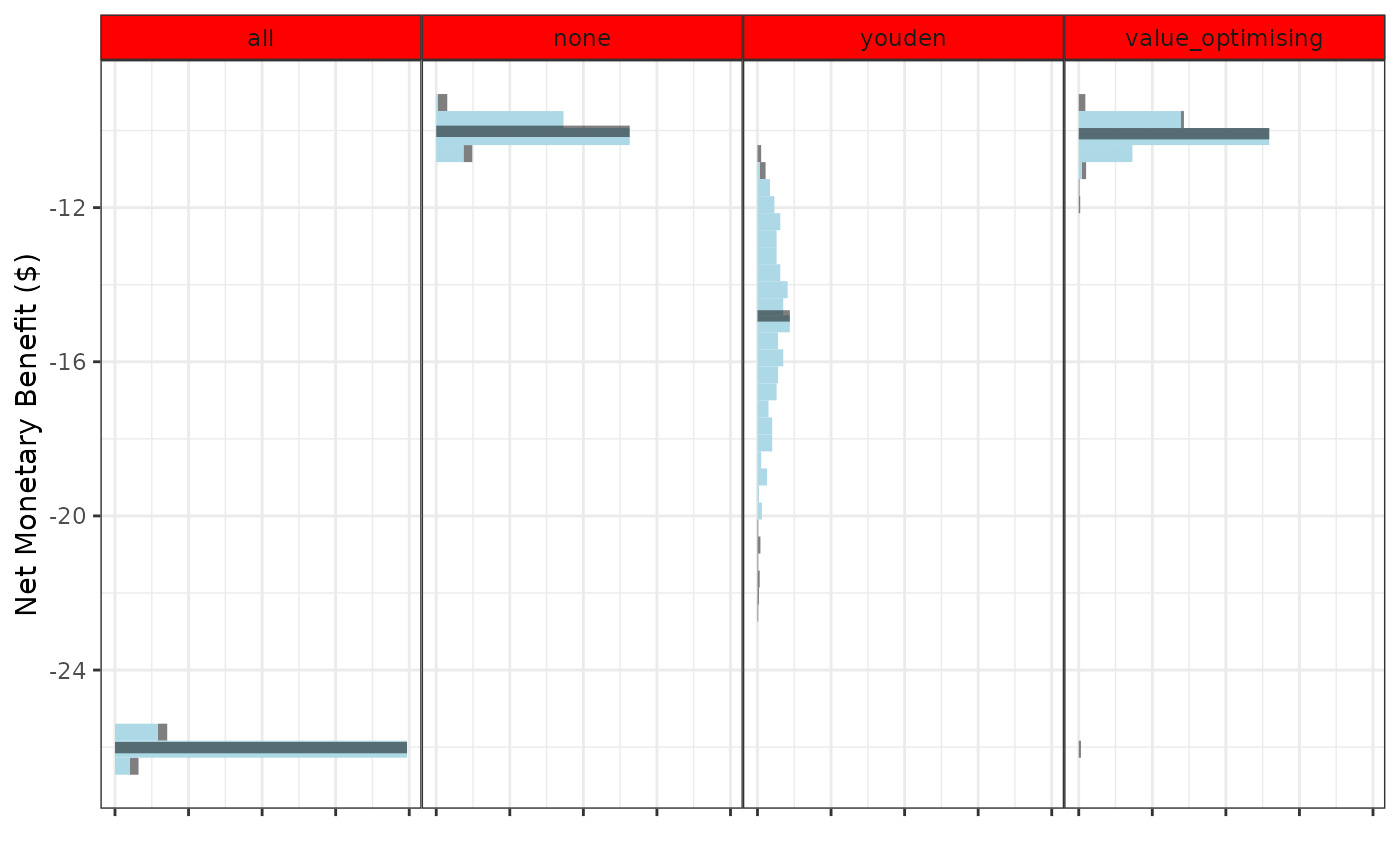 all
none
youden
value_optimising
Net Monetary Benefit ($)
-12
-16
-20
-24